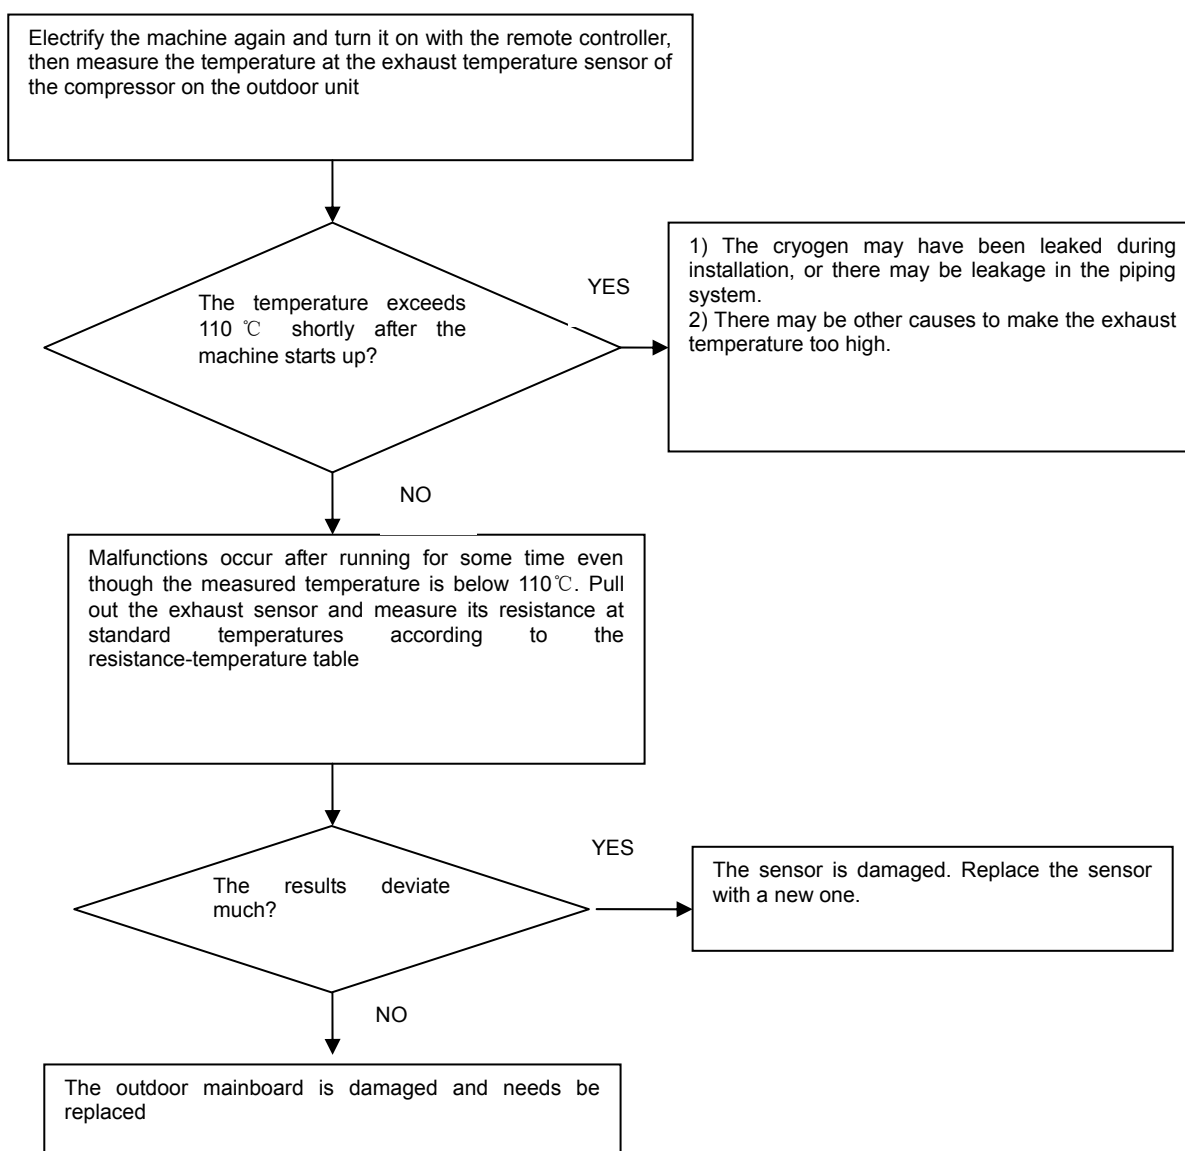 Electrify the machine again and turn it on with the remote controller,
then measure the temperature at the exhaust temperature sensor of
the compressor on the outdoor unit
The temperature exceeds
110 ℃ shortly after the
machine starts up?
YES
1) The cryogen may have been leaked during
installation, or there may be leakage in the piping
system.
2) There may be other causes to make the exhaust
temperature too high.
NO
Malfunctions occur after running for some time even
though the measured temperature is below 110℃. Pull
out the exhaust sensor and measure its resistance at
standard temperatures according to the
resistance-temperature table
The results deviate
much?
YES
The sensor is damaged. Replace the sensor
with a new one.
NO
The outdoor mainboard is damaged and needs be
replaced